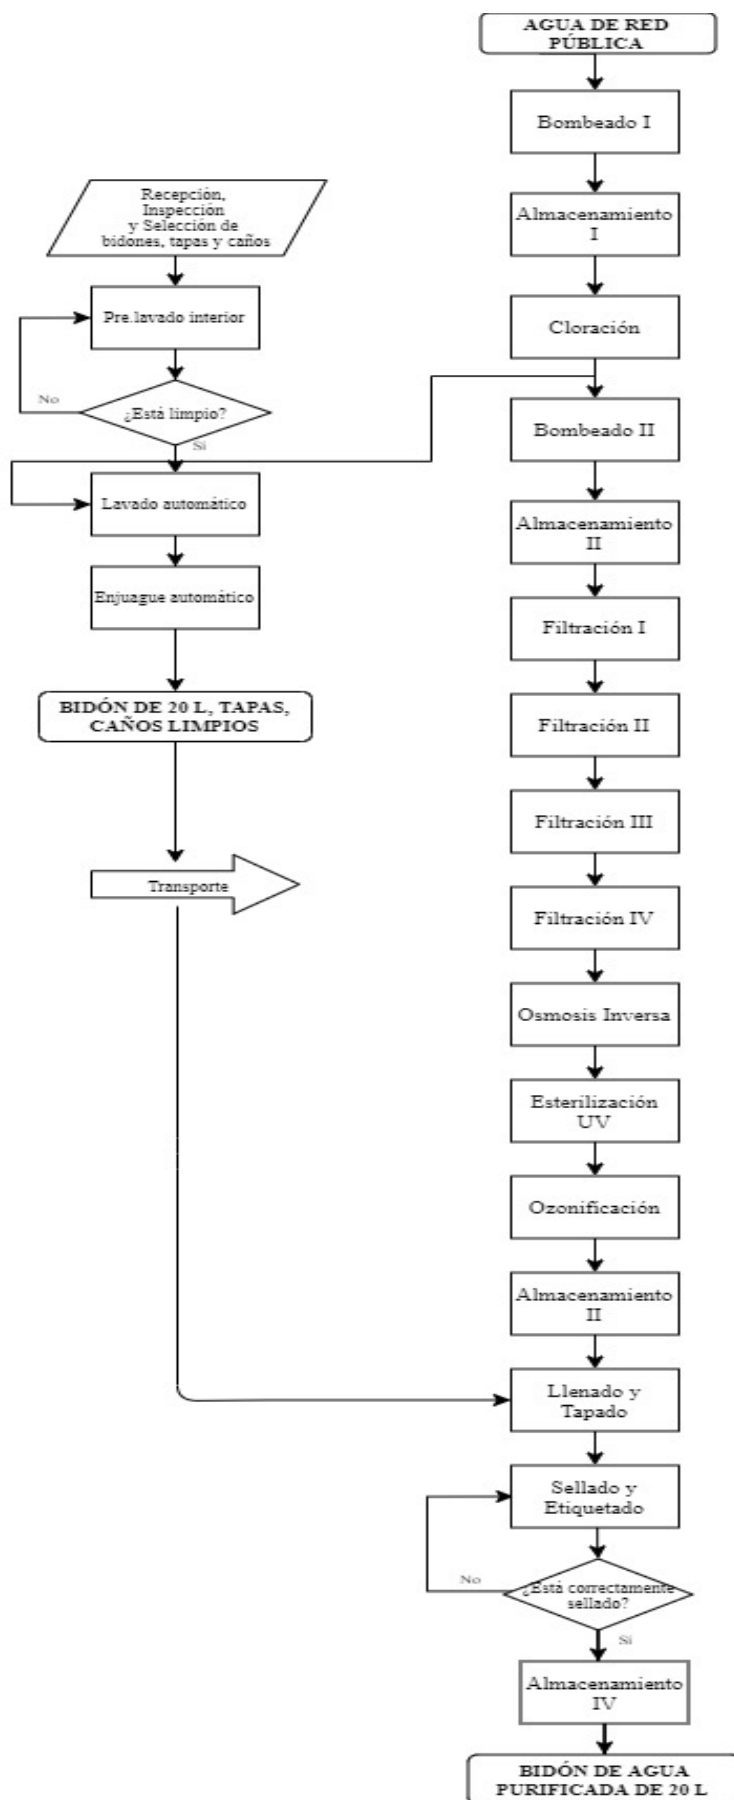 AGUA DE RED
PÚBLICA
Bombeado I
Almacenamiento
I
Cloración
Bombeado II
Almacenamiento
II
Filtración I
Filtración II
Filtración III
Filtración IV
Osmosis Inversa
Esterilización
UV
Ozonificación
Almacenamiento
II
Recepción,
Inspección
y Selección de
bidones, tapas y caños
Pre.lavado interior
¿Está limpio?
No
Si
Lavado automático
Enjuague automático
BIDÓN DE 20 L, TAPAS,
CAÑOS LIMPIOS
Transporte
Llenado y
Tapado
Sellado y
Etiquetado
¿Está correctamente
sellado?
No
Si
Almacenamiento
IV
BIDÓN DE AGUA
PURIFICADA DE 20 L